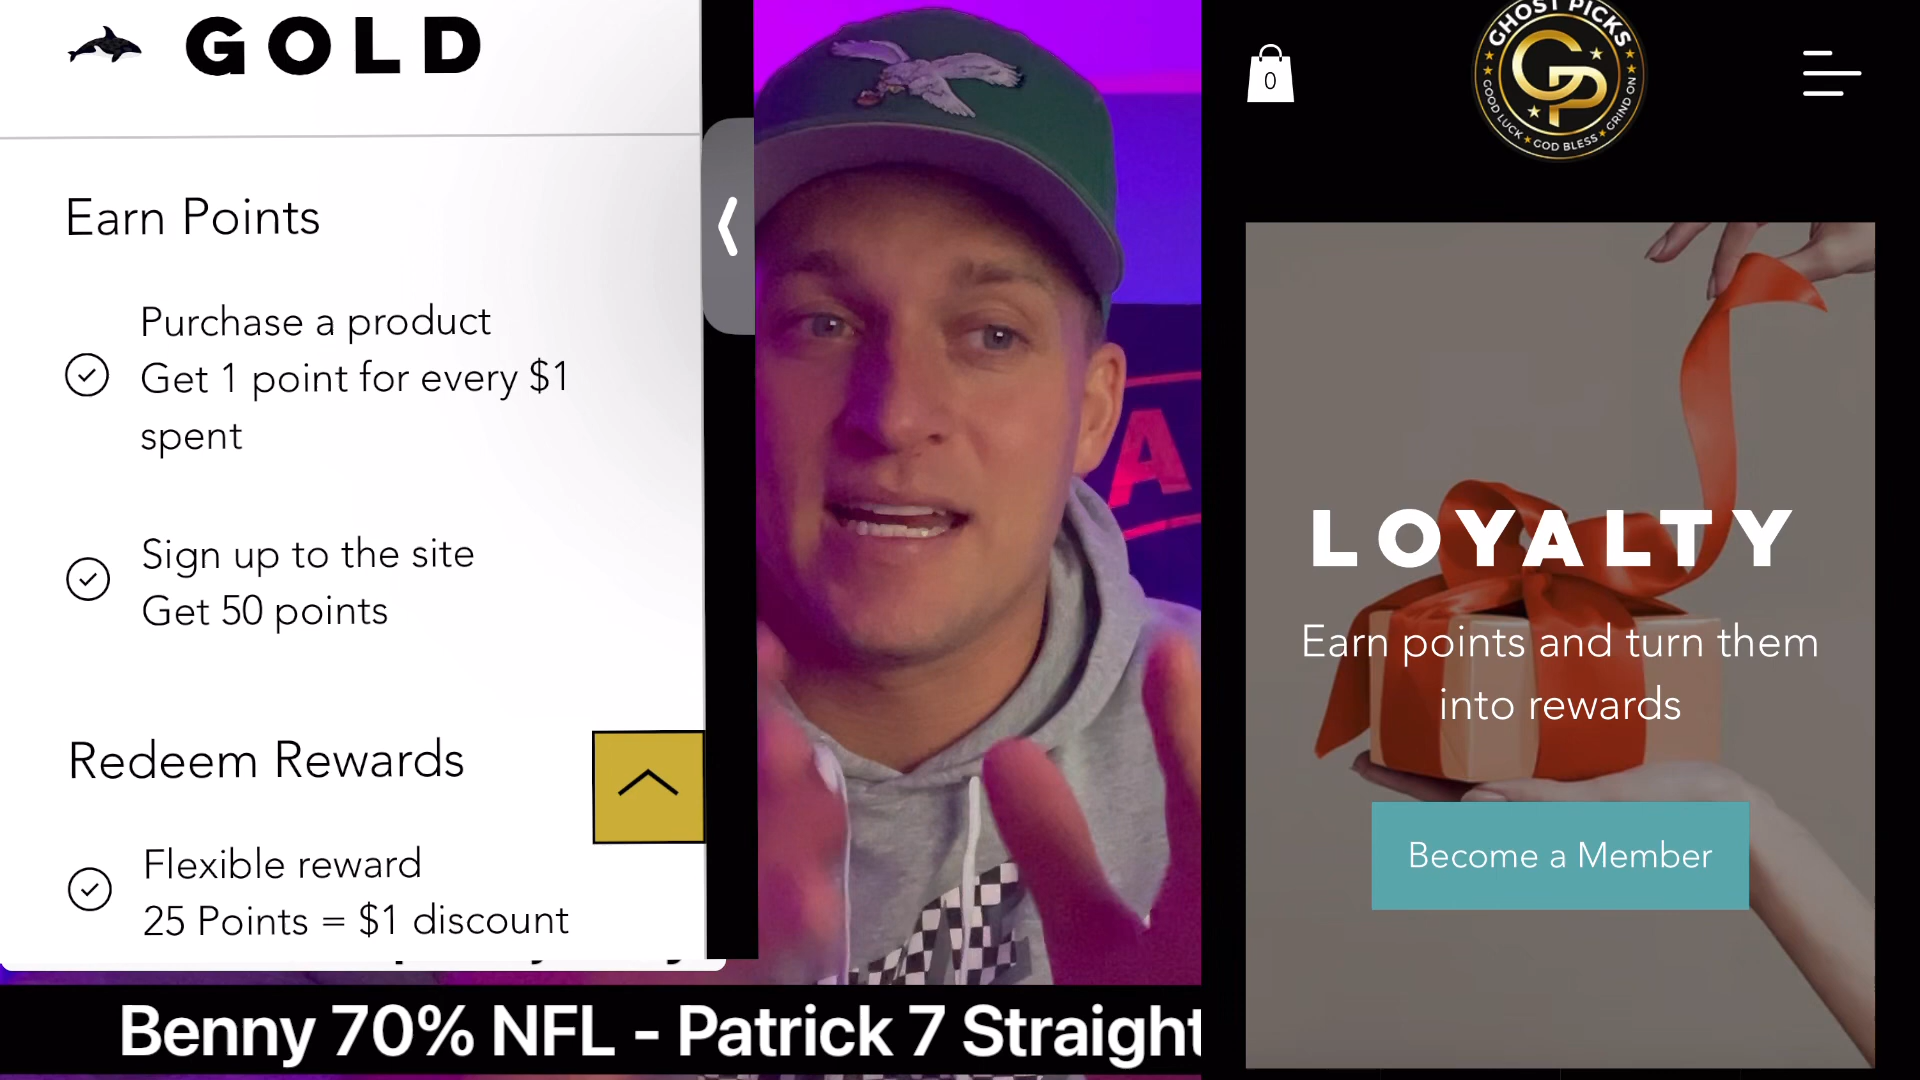 GOLD
Earn Points
Purchase a product
Get 1 point for every $1
spent
Sign up to the site
Get 50 points
Redeem Rewards
Flexible reward
25 Points = $1 discount
A
Benny 70% NFL - Patrick 7 Straight
0
GHOST PICKS
GP
GOOD LUCK ★ GOD BLESS ★ GRIND ON
LOYALTY
Earn points and turn them
into rewards
Become a Member